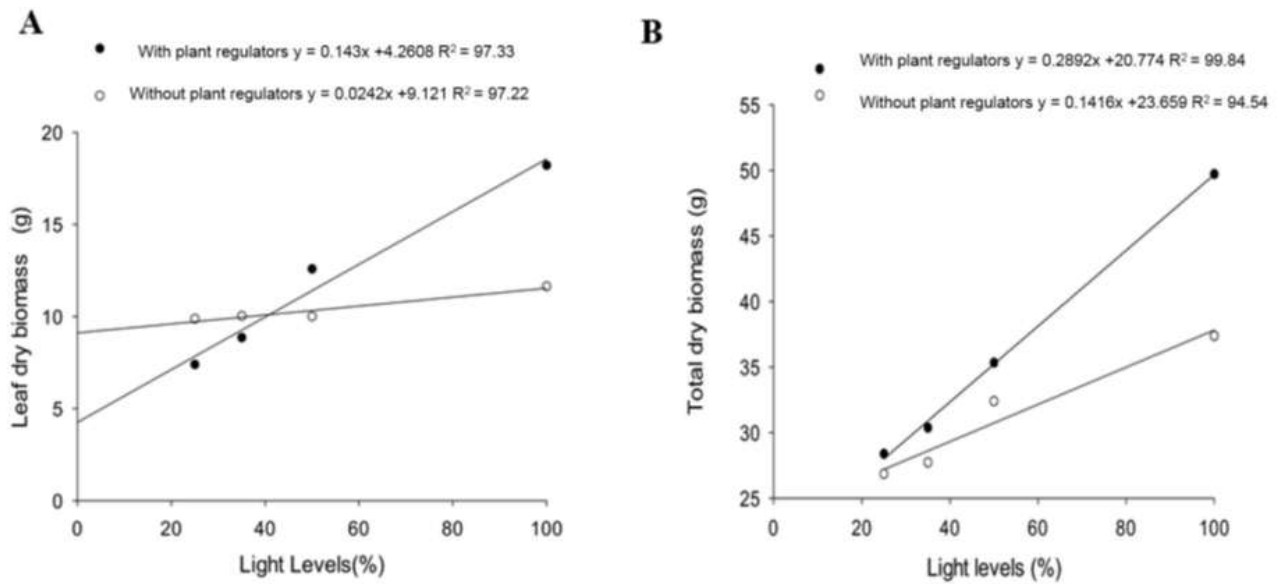 A
With plant regulators y = 0.143x +4.2608 R² = 97.33
Without plant regulators y = 0.0242x +9.121 R² = 97.22
20
15
10
5
0
Leaf dry biomass (g)
0 20 40 60 80 100
Light Levels(%)
B
With plant regulators y = 0.2892x +20.774 R² = 99.84
Without plant regulators y = 0.1416x +23.659 R² = 94.54
55
50
45
40
35
30
25
Total dry biomass (g)
0 20 40 60 80 100
Light levels (%)